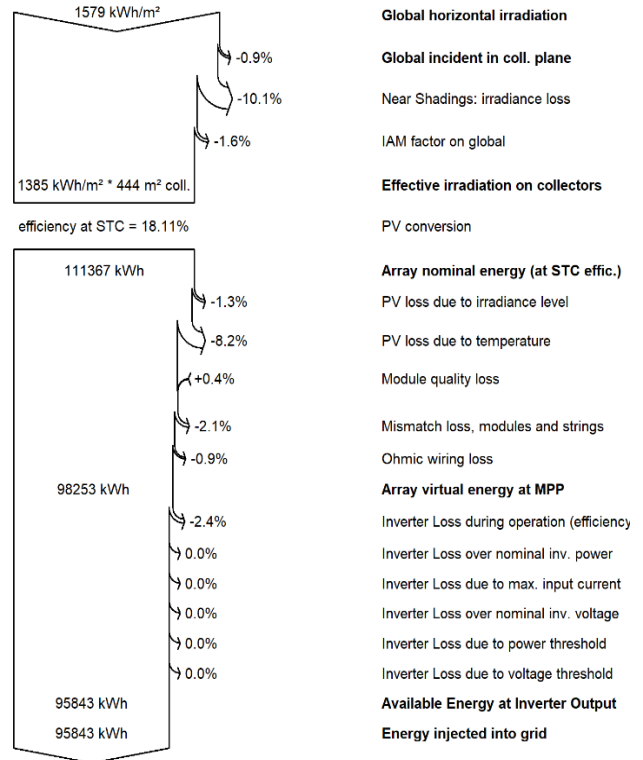 1579 kWh/m² Global horizontal irradiation
-0.9% Global incident in coll. plane
-10.1% Near Shadings: irradiance loss
-1.6% IAM factor on global
1385 kWh/m² * 444 m² coll. Effective irradiation on collectors
efficiency at STC = 18.11% PV conversion
111367 kWh Array nominal energy (at STC effic.)
-1.3% PV loss due to irradiance level
-8.2% PV loss due to temperature
+0.4% Module quality loss
-2.1% Mismatch loss, modules and strings
-0.9% Ohmic wiring loss
98253 kWh Array virtual energy at MPP
-2.4% Inverter Loss during operation (efficiency
0.0% Inverter Loss over nominal inv. power
0.0% Inverter Loss due to max. input current
0.0% Inverter Loss over nominal inv. voltage
0.0% Inverter Loss due to power threshold
0.0% Inverter Loss due to voltage threshold
95843 kWh Available Energy at Inverter Output
95843 kWh Energy injected into grid